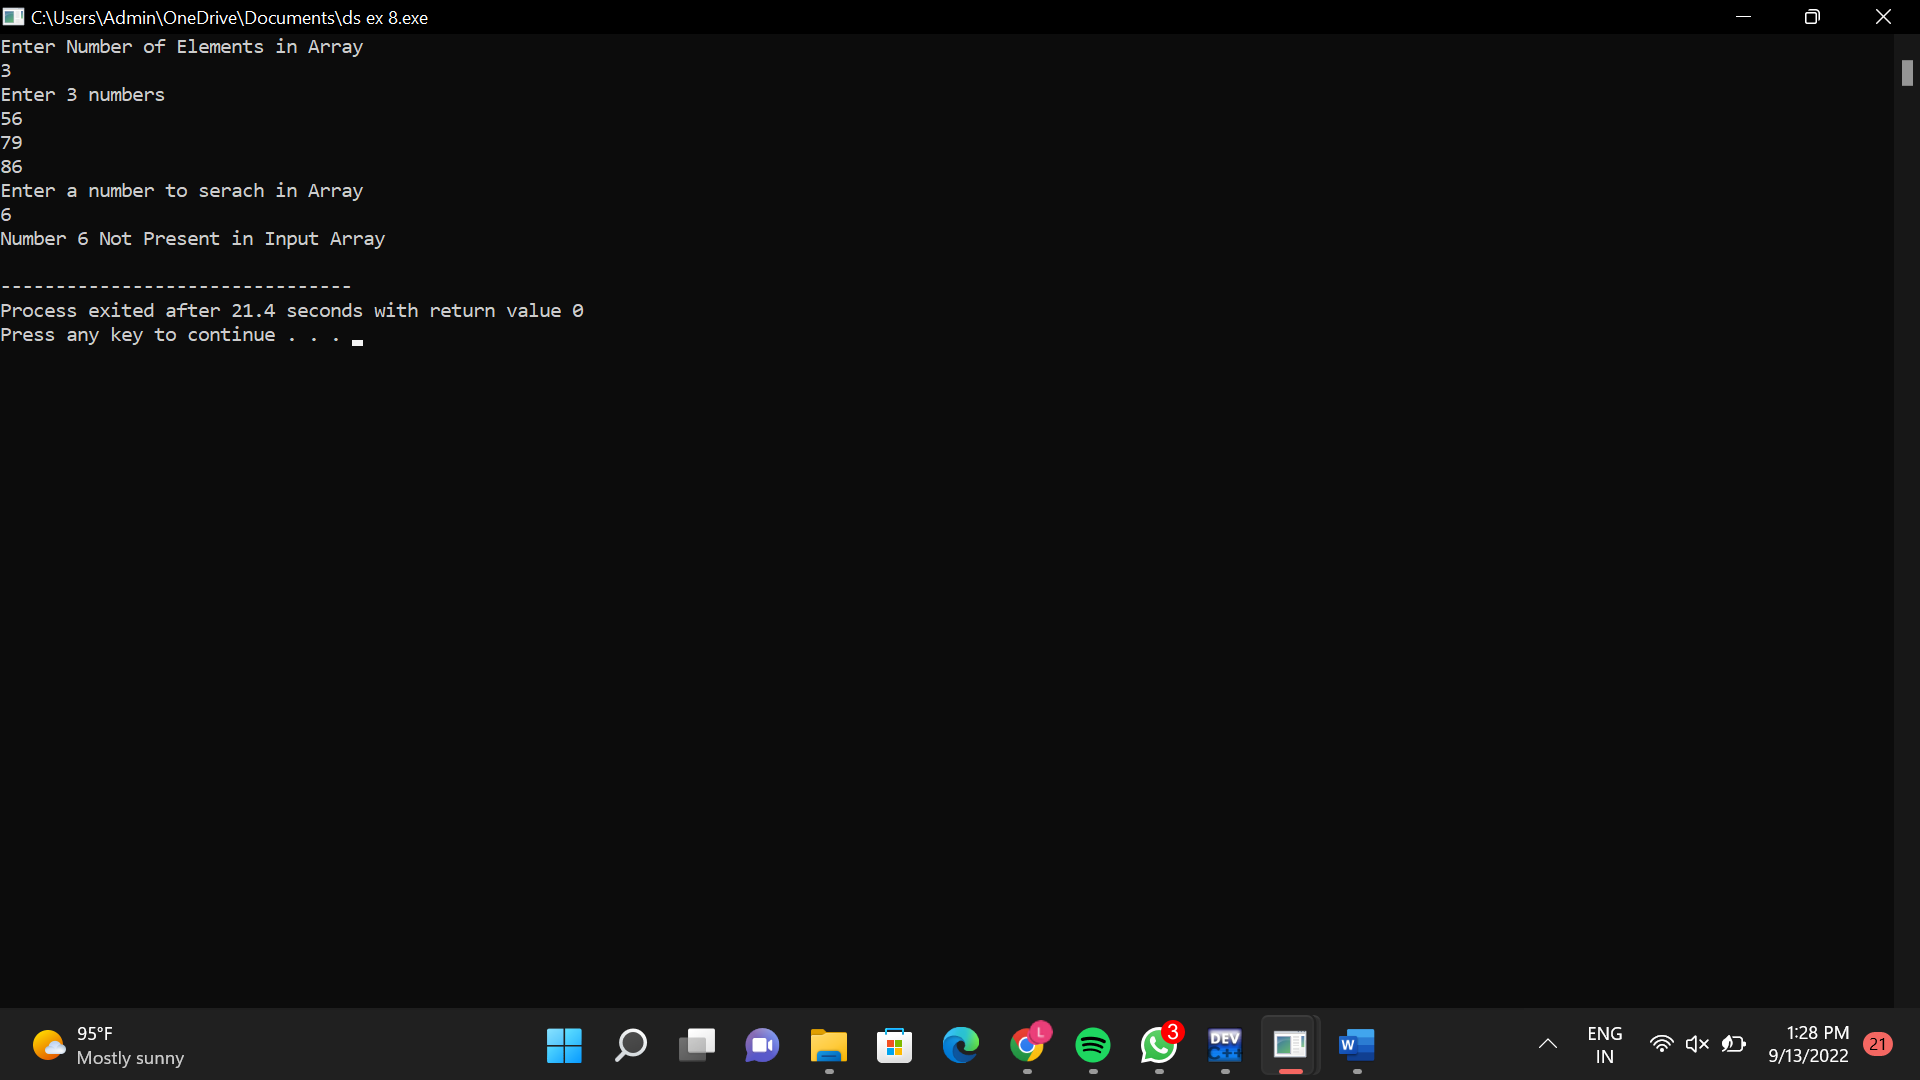 C:\Users\Admin\OneDrive\Documents\ds ex 8.exe
Enter Number of Elements in Array
3
Enter 3 numbers
56
79
86
Enter a number to serach in Array
6
Number 6 Not Present in Input Array
--------------------------------
Process exited after 21.4 seconds with return value 0
Press any key to continue . . .
95°F
Mostly sunny
L
3
DEV
C++
W
ENG
IN
1:28 PM
9/13/2022
21